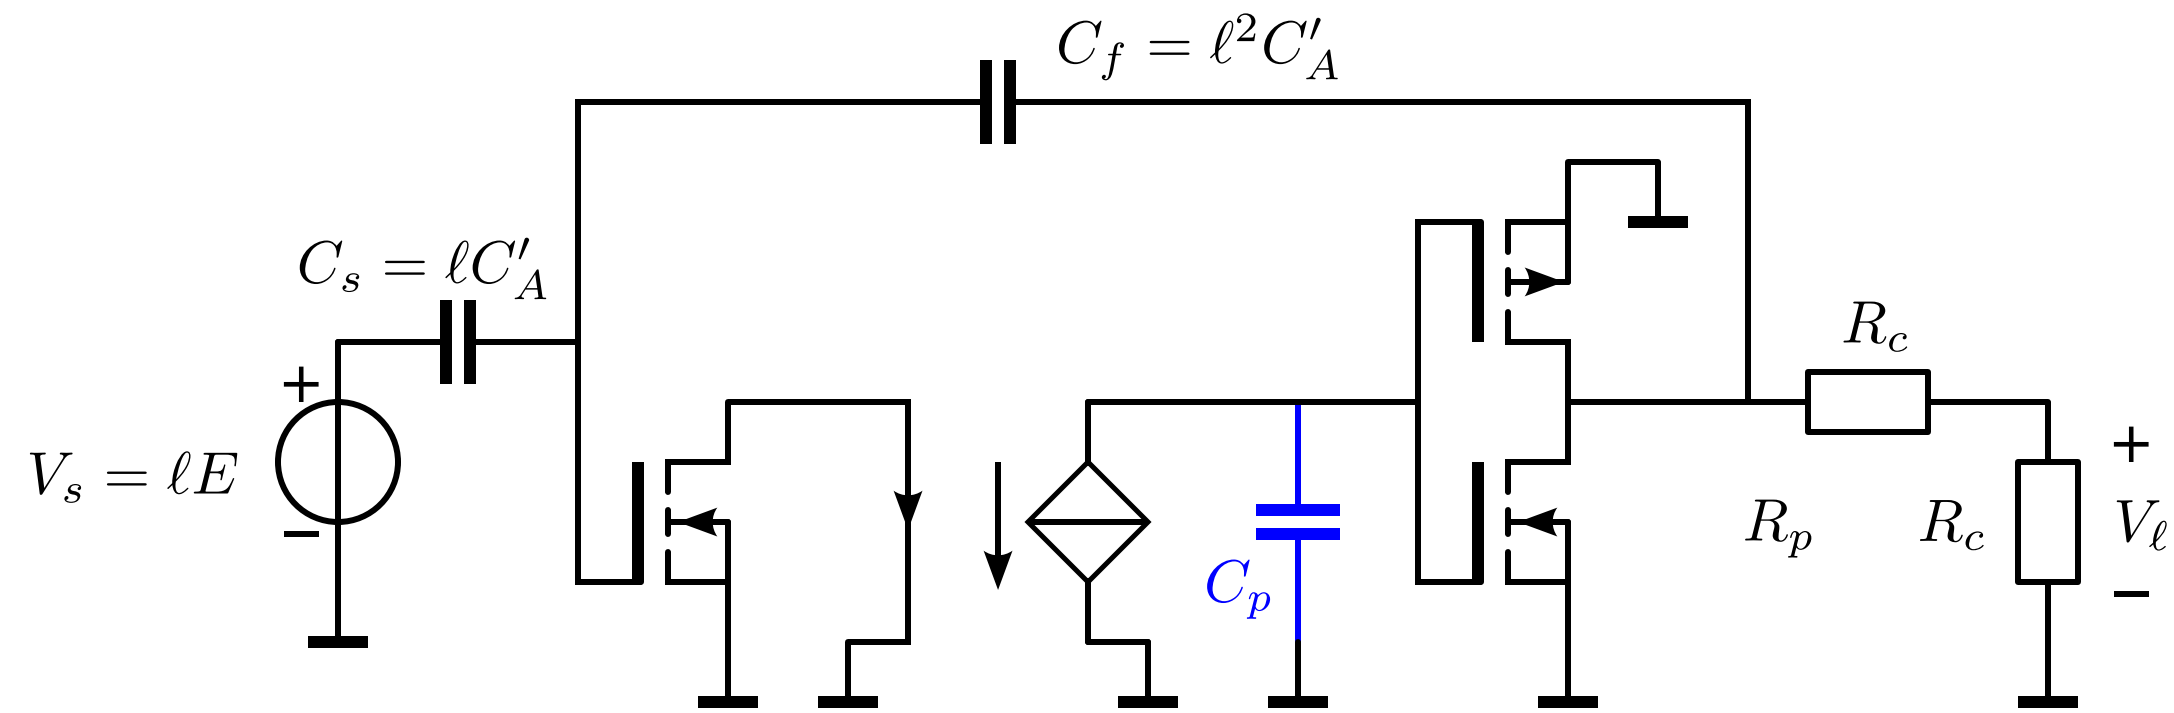 C_f = ℓ²C′_A
C_s = ℓC′_A
R_c
+
V_s = ℓE
−
C_p
R_p
R_c
+
V_ℓ
−